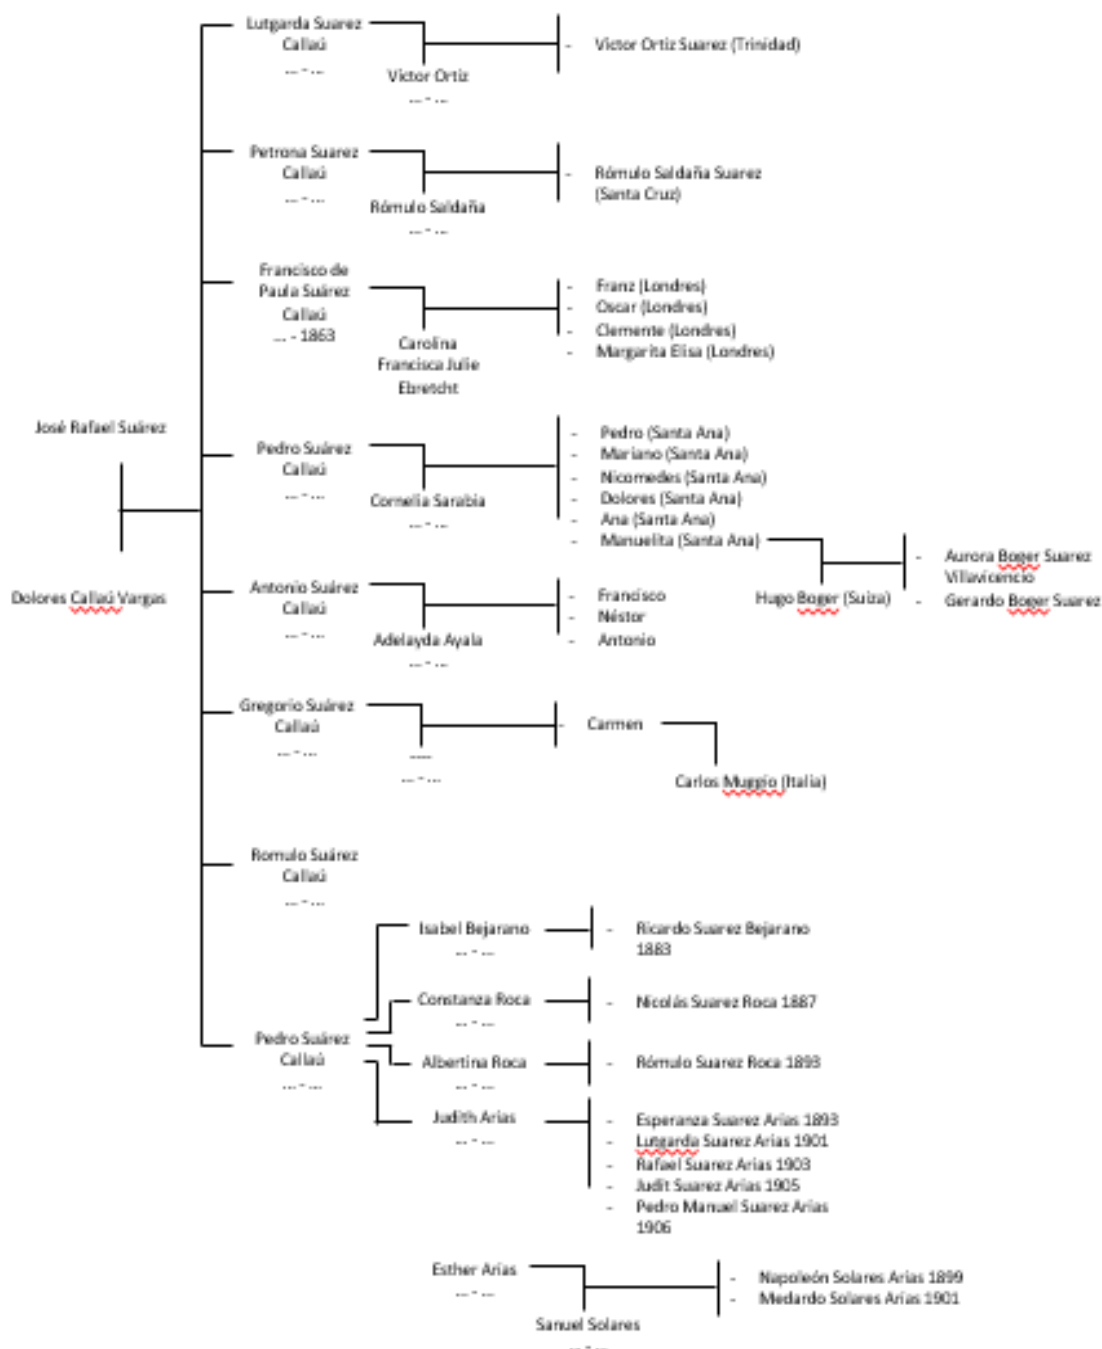 Lutgarda Suarez
Callaú
... - ...
Victor Ortiz
... - ...
- Victor Ortiz Suarez (Trinidad)
Petrona Suarez
Callaú
... - ...
Rómulo Saldaña
... - ...
- Rómulo Saldaña Suarez
(Santa Cruz)
Francisco de
Paula Suárez
Callaú
... - 1863
Carolina
Francisca Julie
Ebretcht
- Franz (Londres)
- Oscar (Londres)
- Clemente (Londres)
- Margarita Elisa (Londres)
José Rafael Suárez
Dolores Callaú Vargas
Pedro Suárez
Callaú
... - ...
Cornelia Sarabia
... - ...
- Pedro (Santa Ana)
- Mariano (Santa Ana)
- Nicomedes (Santa Ana)
- Dolores (Santa Ana)
- Ana (Santa Ana)
- Manuelita (Santa Ana)
Hugo Boger (Suiza)
- Aurora Boger Suarez
Villavicencio
- Gerardo Boger Suarez
Antonio Suárez
Callaú
... - ...
Adelayda Ayala
... - ...
- Francisco
- Néstor
- Antonio
Gregorio Suárez
Callaú
... - ...
----
... - ...
- Carmen
Carlos Muggio (Italia)
Romulo Suárez
Callaú
... - ...
Pedro Suárez
Callaú
... - ...
Isabel Bejarano
... - ...
- Ricardo Suarez Bejarano
1883
Constanza Roca
... - ...
- Nicolás Suarez Roca 1887
Albertina Roca
... - ...
- Rómulo Suarez Roca 1893
Judith Arias
... - ...
- Esperanza Suarez Arias 1893
- Lutgarda Suarez Arias 1901
- Rafael Suarez Arias 1903
- Judit Suarez Arias 1905
- Pedro Manuel Suarez Arias
1906
Esther Arias
... - ...
Sanuel Solares
... - ...
- Napoleón Solares Arias 1899
- Medardo Solares Arias 1901